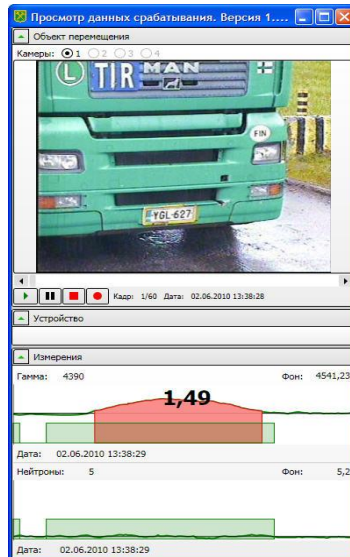 Просмотр данных срабатывания. Версия 1....
Объект перемещения
Камеры: 1 2 3 4
L TIR MAN
FIN
YGL-627
Кадр: 1/60 Дата: 02.06.2010 13:38:28
Устройство
Измерения
Гамма: 4390 Фон: 4541,23
1,49
Дата: 02.06.2010 13:38:29
Нейтроны: 5 Фон: 5,2
Дата: 02.06.2010 13:38:29